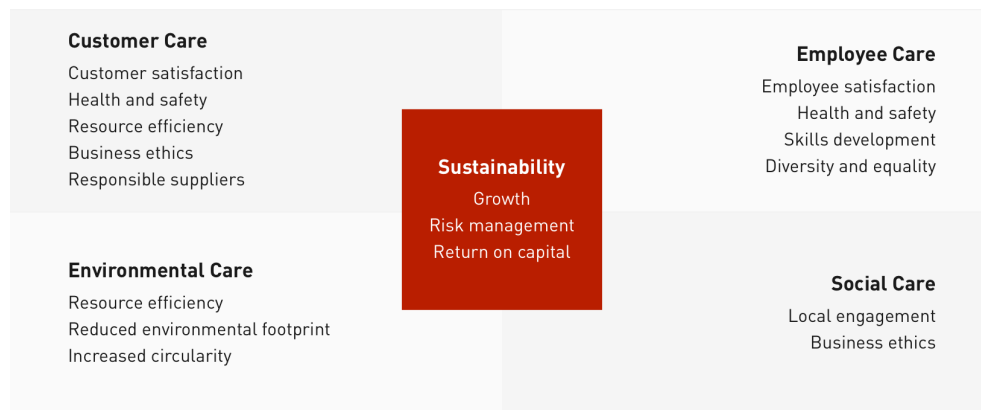 Customer Care
Customer satisfaction
Health and safety
Resource efficiency
Business ethics
Responsible suppliers
Employee Care
Employee satisfaction
Health and safety
Skills development
Diversity and equality
Sustainability
Growth
Risk management
Return on capital
Environmental Care
Resource efficiency
Reduced environmental footprint
Increased circularity
Social Care
Local engagement
Business ethics